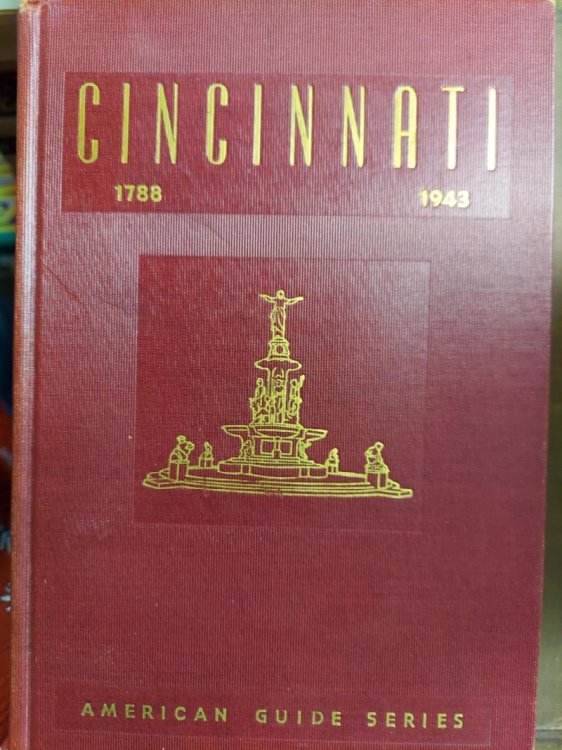 CINCINNATI
1788 1943
AMERICAN GUIDE SERIES